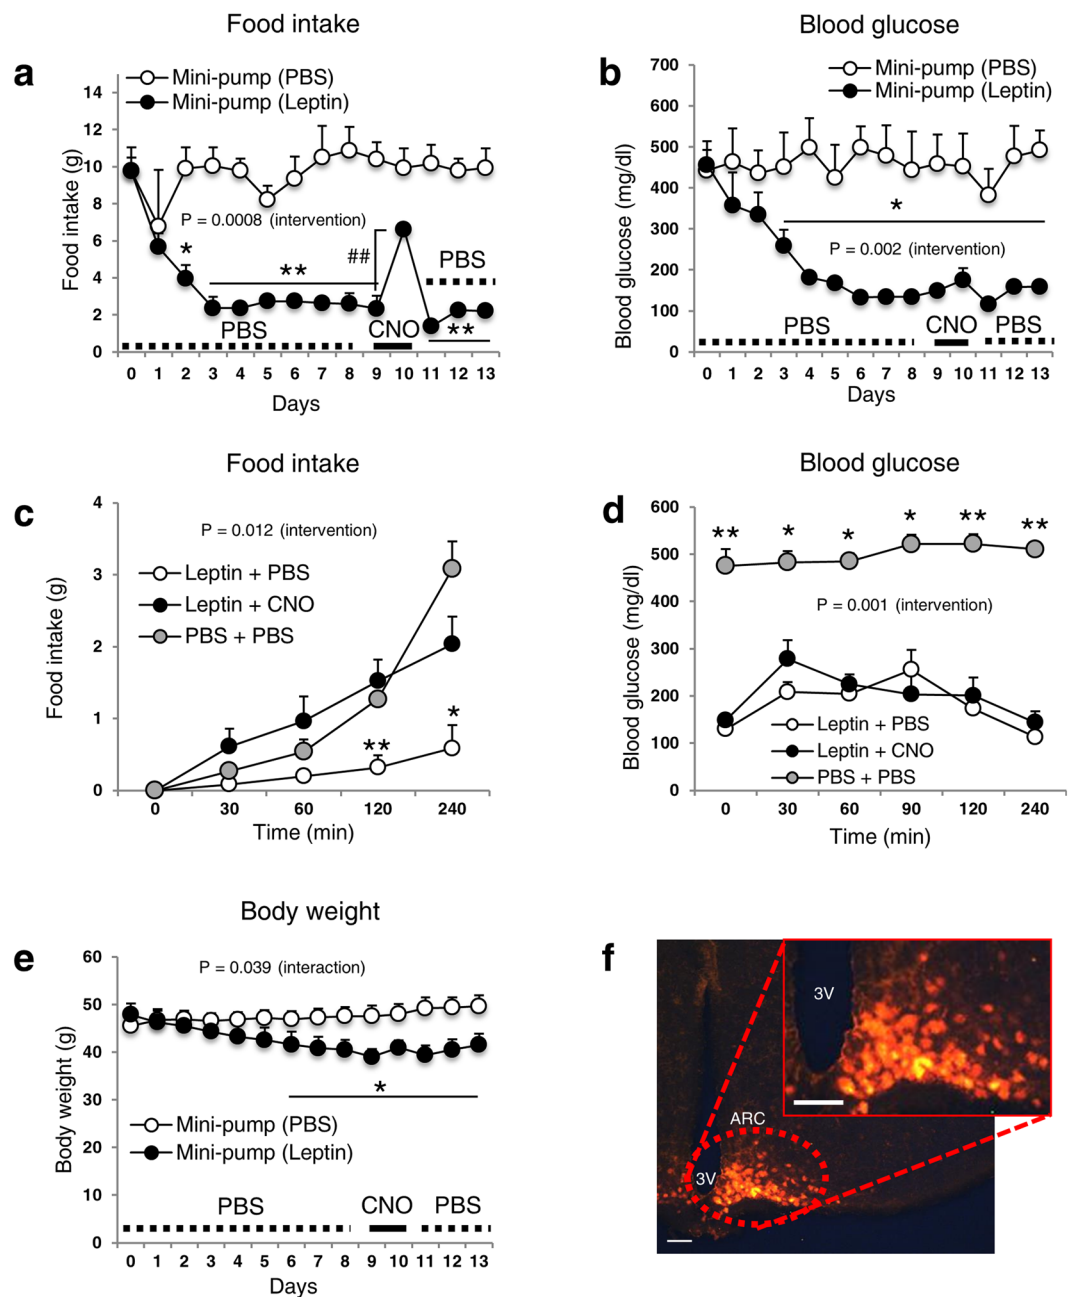 Food intake
a
Mini-pump (PBS)
Mini-pump (Leptin)
14
12
10
8
6
4
2
0
Food intake (g)
P = 0.0008 (intervention)
*
**
##
PBS
PBS
CNO
**
0 1 2 3 4 5 6 7 8 9 10 11 12 13
Days
Blood glucose
b
Mini-pump (PBS)
Mini-pump (Leptin)
700
600
500
400
300
200
100
0
Blood glucose (mg/dl)
*
P = 0.002 (intervention)
PBS
CNO
PBS
0 1 2 3 4 5 6 7 8 9 10 11 12 13
Days
Food intake
c
4
3
2
1
0
Food intake (g)
P = 0.012 (intervention)
Leptin + PBS
Leptin + CNO
PBS + PBS
**
*
0 30 60 120 240
Time (min)
Blood glucose
d
600
500
400
300
200
100
0
Blood glucose (mg/dl)
** * * * ** **
P = 0.001 (intervention)
Leptin + PBS
Leptin + CNO
PBS + PBS
0 30 60 90 120 240
Time (min)
Body weight
e
60
50
40
30
20
10
0
Body weight (g)
P = 0.039 (interaction)
*
Mini-pump (PBS)
Mini-pump (Leptin)
PBS
CNO
PBS
0 1 2 3 4 5 6 7 8 9 10 11 12 13
Days
f
3V
ARC
3V